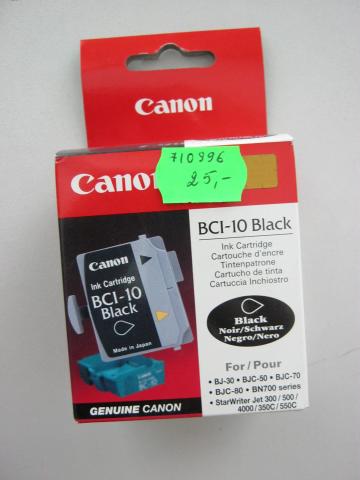 Canon
710996
25,-
Canon
BCI-10 Black
Ink Cartridge
Cartouche d'encre
Tintenpatrone
Cartucho de tinta
Cartuccia Inchiostro
Canon
Ink Cartridge
BCI-10
Black
Made in Japan
Black
Noir/Schwarz
Negro/Nero
For/Pour
• BJ-30 • BJC-50 • BJC-70
• BJC-80 • BN700 series
• StarWriter Jet 300 / 500 /
4000 / 350C / 550C
GENUINE CANON